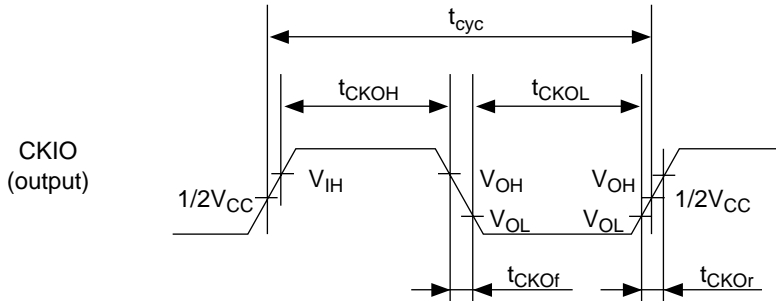 tcyc
tCKOH
tCKOL
CKIO
(output)
1/2VCC
VIH
VOH
VOL
VOH
VOL
1/2VCC
tCKOf
tCKOr